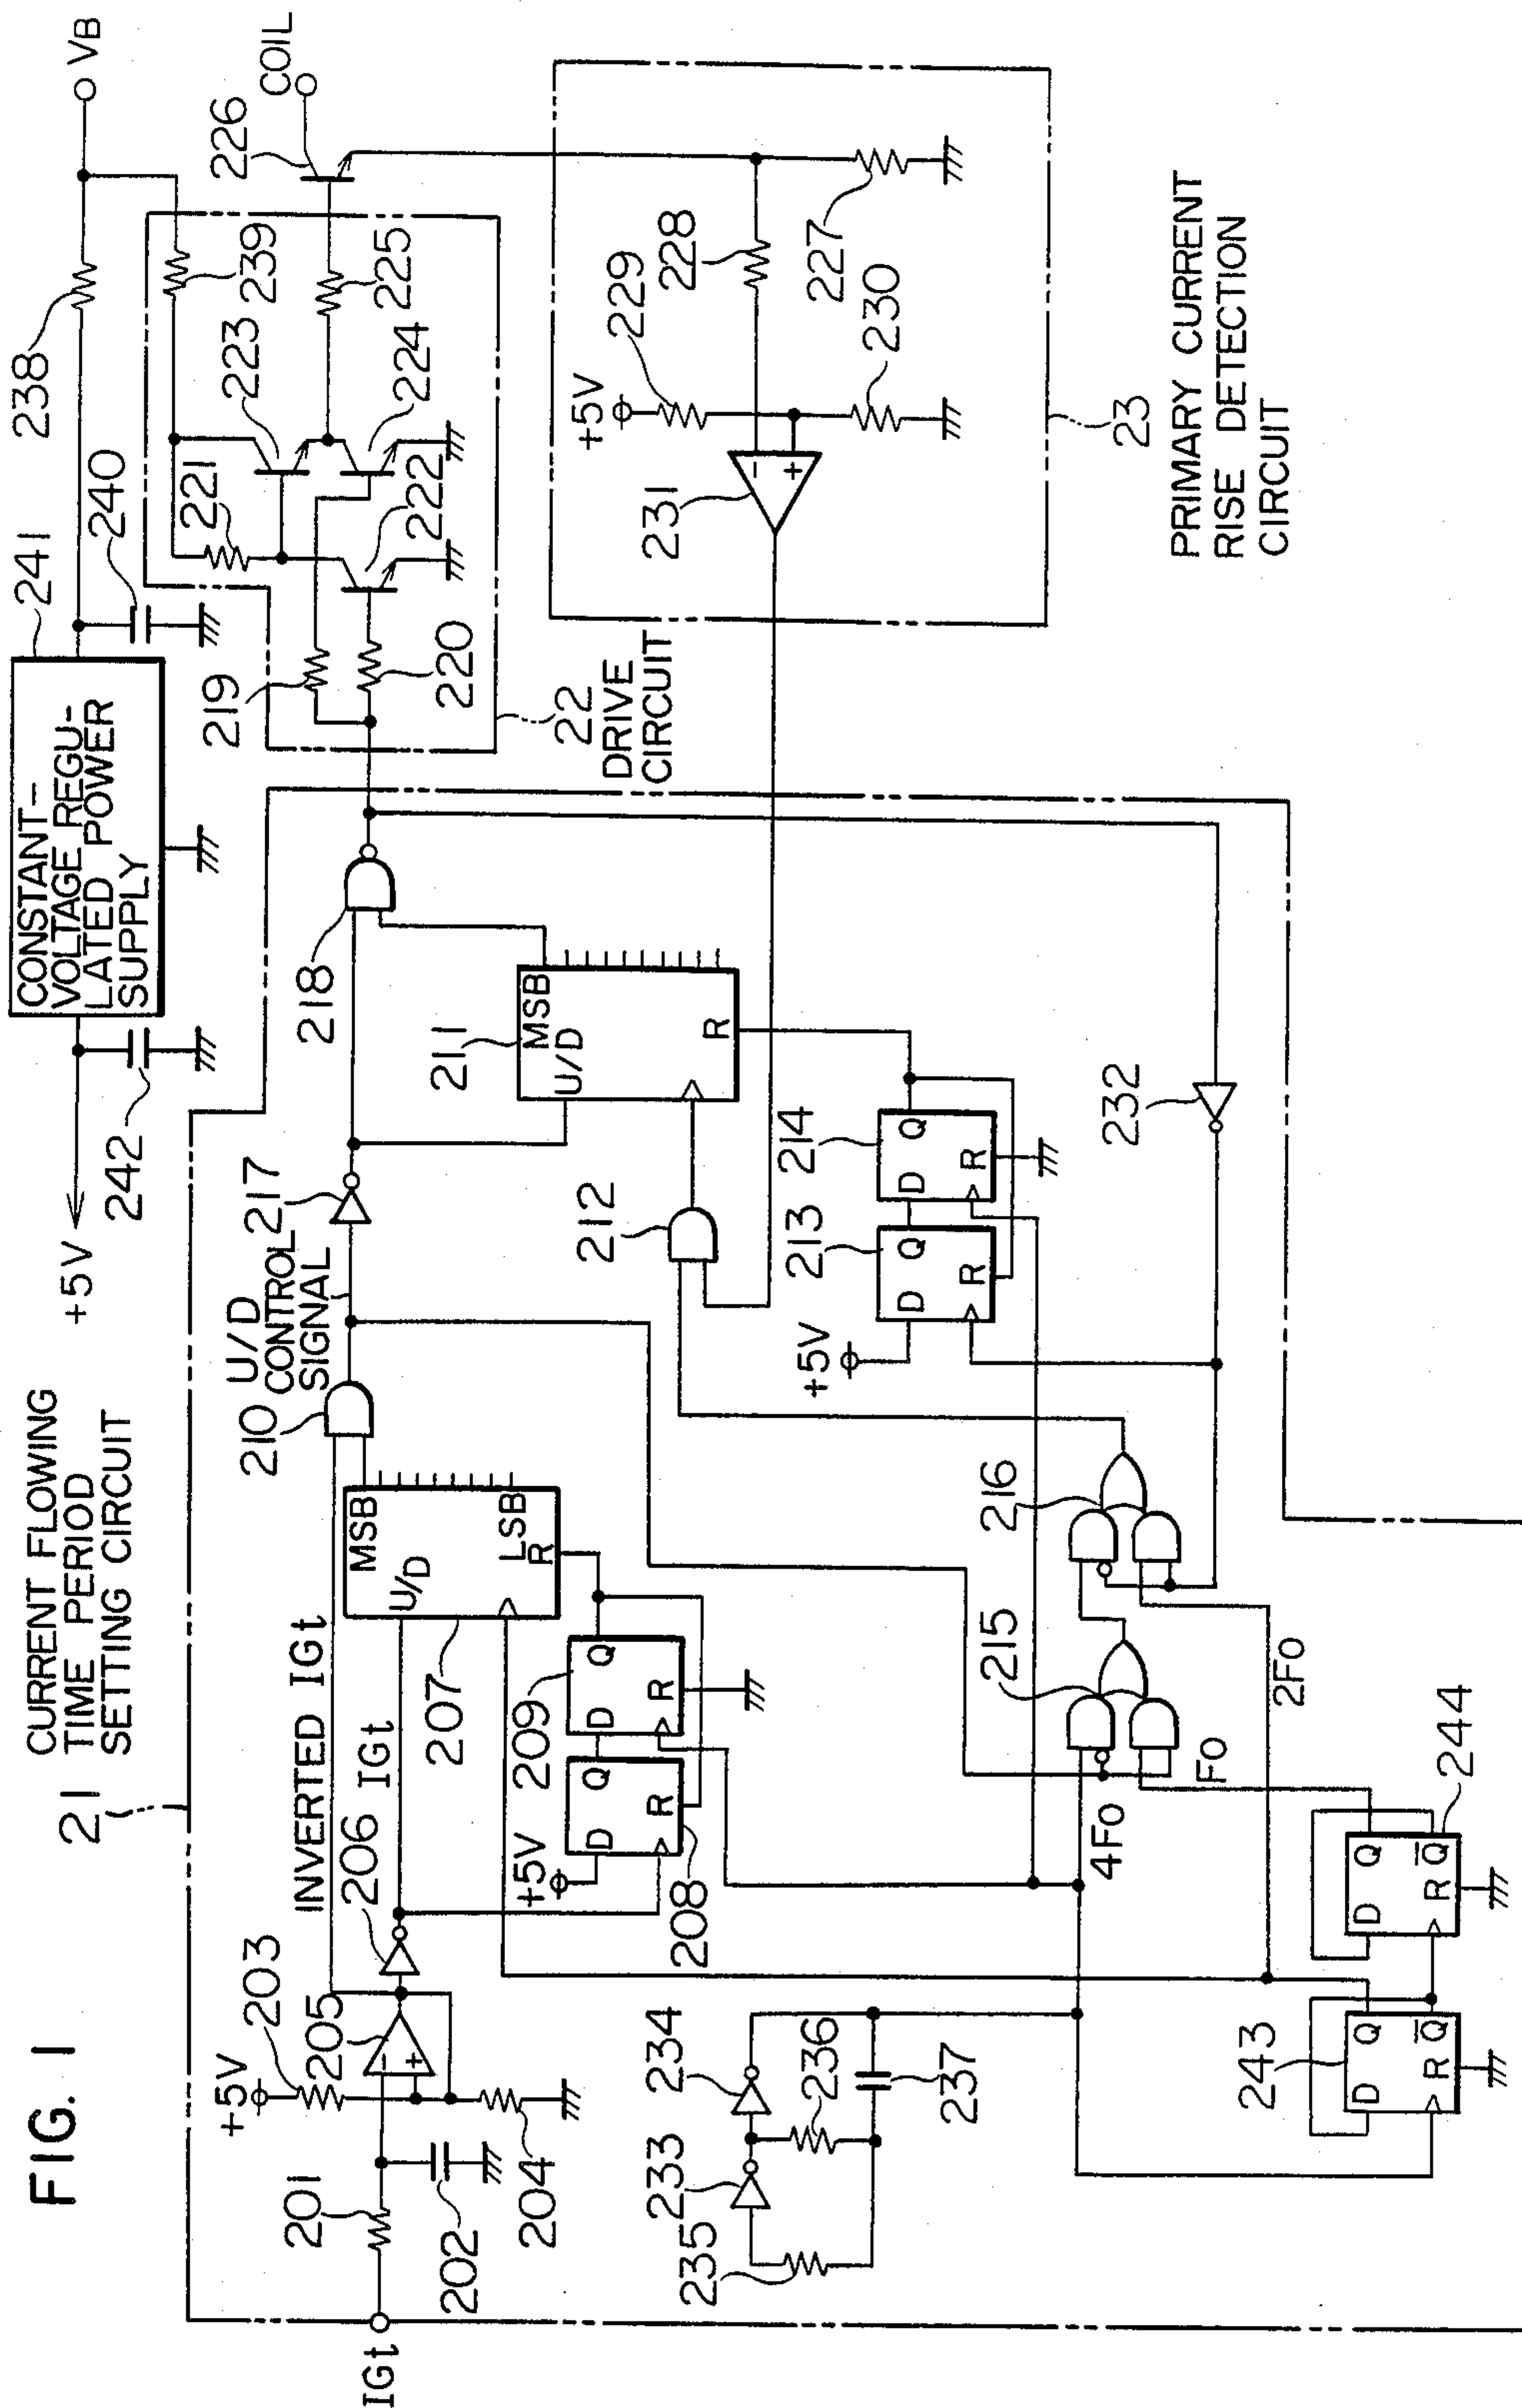 FIG. 1
21 CURRENT FLOWING
TIME PERIOD
SETTING CIRCUIT
+5V
242
CONSTANT-
VOLTAGE REGU-
LATED POWER
SUPPLY
241
240
238
VB
IGt
201
202
+5V
203
204
205
206
INVERTED IGt
IGt
MSB
U/D
LSB
R
207
+5V
D
Q
R
208
D
Q
R
209
210
U/D
CONTROL
SIGNAL
217
218
211
MSB
U/D
R
212
+5V
D
Q
R
213
D
Q
R
214
215
216
4Fo
Fo
2Fo
232
233
234
235
236
237
D
Q
R
Q
243
D
Q
R
Q
244
219
220
221
222
223
224
225
239
226
COIL
22
DRIVE
CIRCUIT
+5V
229
230
228
227
231
-
+
-
+
23
PRIMARY CURRENT
RISE DETECTION
CIRCUIT